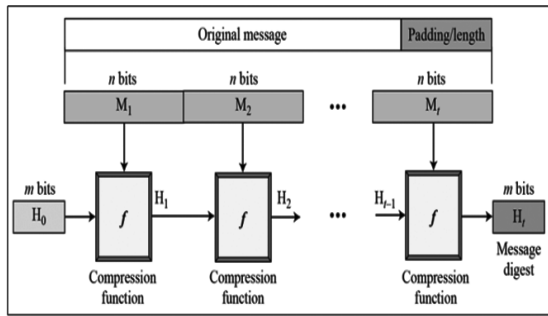 Original message Padding/length
n bits n bits n bits
M₁ M₂ ••• Mₜ
m bits H₁ H₂ Hₜ₋₁ m bits
H₀ f f ••• f Hₜ
Compression function Compression function Compression function Message digest